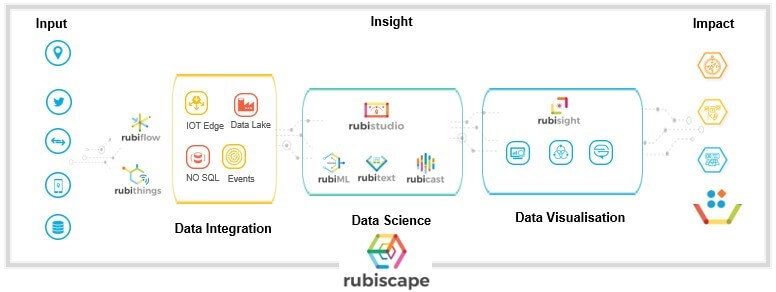 Input
Insight
Impact
rubiflow
rubithings
IOT Edge
Data Lake
NO SQL
Events
Data Integration
rubistudio
rubiML
rubitext
rubicast
Data Science
rubisight
Data Visualisation
rubiscape